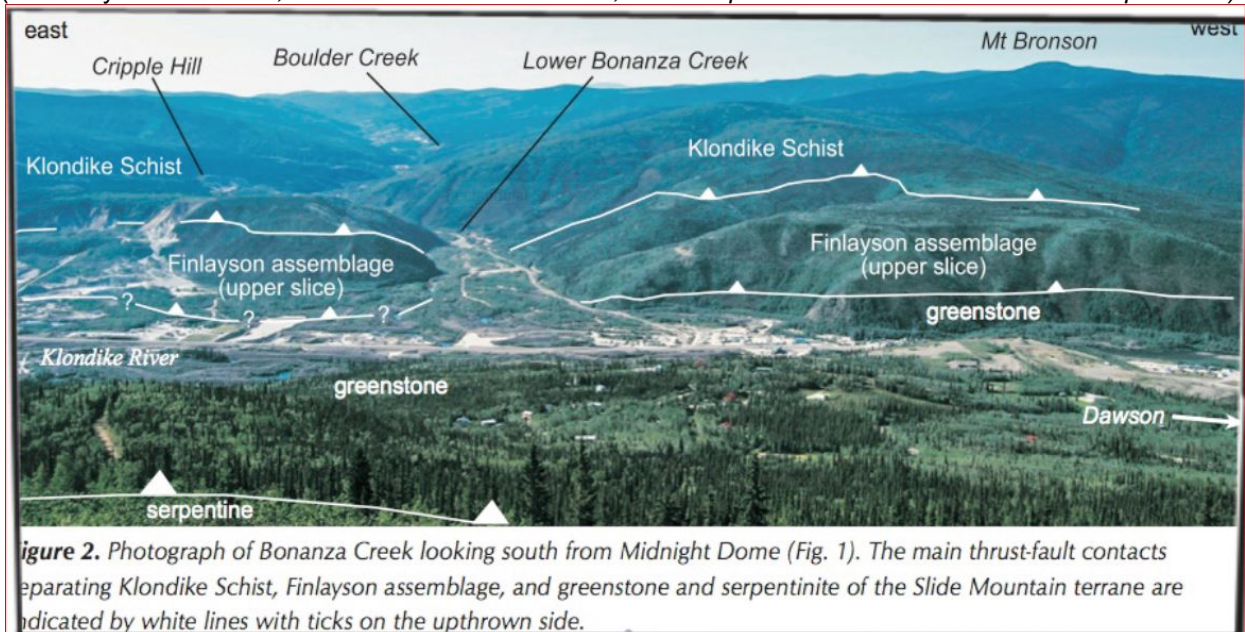 east
west
Mt Bronson
Boulder Creek
Lower Bonanza Creek
Cripple Hill
Klondike Schist
Klondike Schist
Finlayson assemblage
(upper slice)
Finlayson assemblage
(upper slice)
?
?
?
greenstone
Klondike River
greenstone
Dawson
serpentine
igure 2. Photograph of Bonanza Creek looking south from Midnight Dome (Fig. 1). The main thrust-fault contacts
eparating Klondike Schist, Finlayson assemblage, and greenstone and serpentinite of the Slide Mountain terrane are
ndicated by white lines with ticks on the upthrown side.